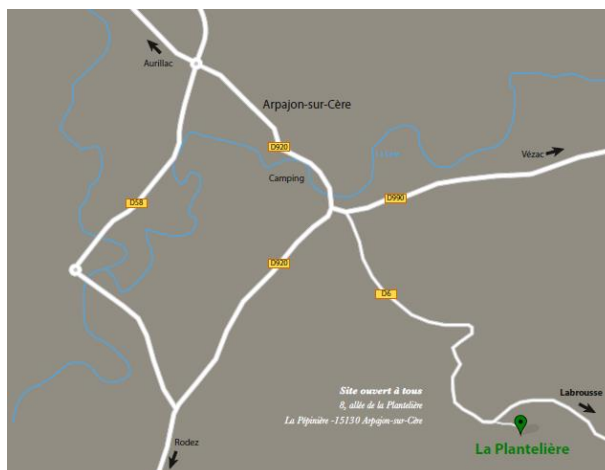 Aurillac
Arpajon-sur-Cère
D920
Vézac
Camping
D58
D990
D920
D6
Site ouvert à tous
8, allée de la Plantelière
La Pépinière -15130 Arpajon-sur-Cère
Labrousse
Rodez
La Plantelière